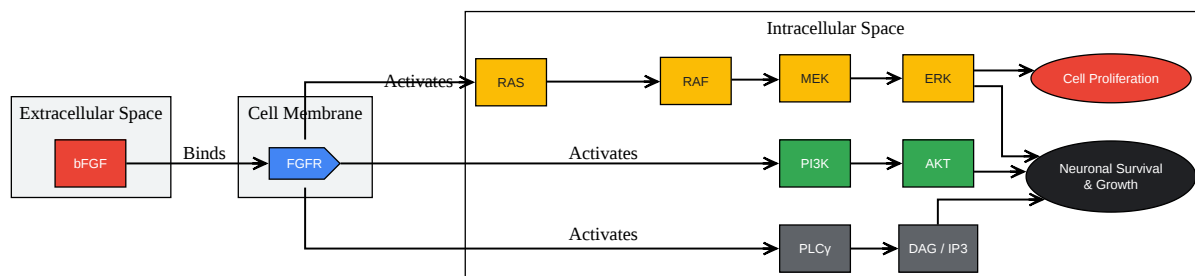 Intracellular Space
Activates
RAS
RAF
MEK
ERK
Cell Proliferation
Extracellular Space
Cell Membrane
bFGF
Binds
FGFR
Activates
PI3K
AKT
Neuronal Survival
& Growth
Activates
PLCγ
DAG / IP3